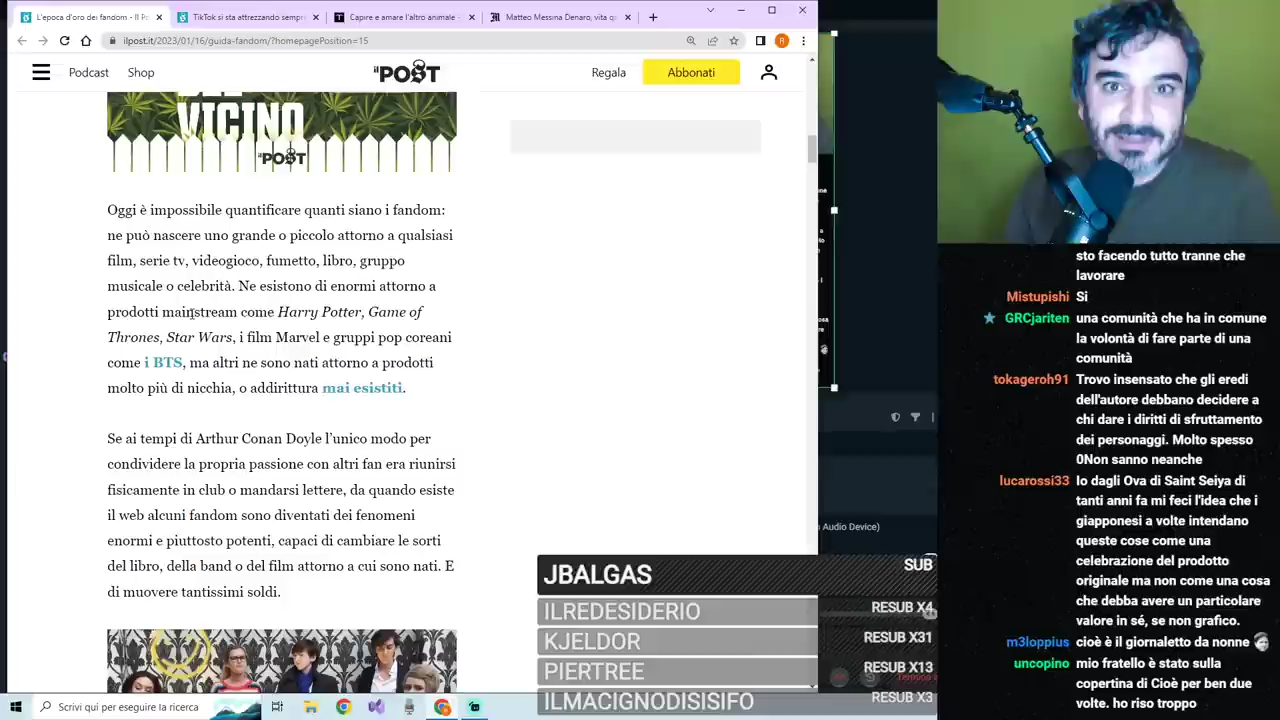 L'epoca d'oro dei fandom - Il Po
TikTok si sta attrezzando sempr
Capire e amare l'altro animale -
Matteo Messina Denaro, vita q
ilpost.it/2023/01/16/guida-fandom/?homepagePosition=15
R
Podcast
Shop
il POST
Regala
Abbonati
VICINO
il POST
Oggi è impossibile quantificare quanti siano i fandom:
ne può nascere uno grande o piccolo attorno a qualsiasi
film, serie tv, videogioco, fumetto, libro, gruppo
musicale o celebrità. Ne esistono di enormi attorno a
prodotti mainstream come Harry Potter, Game of
Thrones, Star Wars, i film Marvel e gruppi pop coreani
come i BTS, ma altri ne sono nati attorno a prodotti
molto più di nicchia, o addirittura mai esistiti.
Se ai tempi di Arthur Conan Doyle l'unico modo per
condividere la propria passione con altri fan era riunirsi
fisicamente in club o mandarsi lettere, da quando esiste
il web alcuni fandom sono diventati dei fenomeni
enormi e piuttosto potenti, capaci di cambiare le sorti
del libro, della band o del film attorno a cui sono nati. E
di muovere tantissimi soldi.
Audio Device)
JBALGAS SUB
ILREDESIDERIO RESUB X4
KJELDOR RESUB X31
PIERTREE RESUB X13
ILMACIGNODISISIFO RESUB X3
Scrivi qui per eseguire la ricerca
sto facendo tutto tranne che
lavorare
Mistupishi Si
GRCjariten una comunità che ha in comune
la volontà di fare parte di una
comunità
tokageroh91 Trovo insensato che gli eredi
dell'autore debbano decidere a
chi dare i diritti di sfruttamento
dei personaggi. Molto spesso
0Non sanno neanche
lucarossi33 Io dagli Ova di Saint Seiya di
tanti anni fa mi feci l'idea che i
giapponesi a volte intendano
queste cose come una
celebrazione del prodotto
originale ma non come una cosa
che debba avere un particolare
valore in sé, se non grafico.
m3loppius cioè è il giornaletto da nonne
uncopino mio fratello è stato sulla
copertina di Cioè per ben due
volte. ho riso troppo